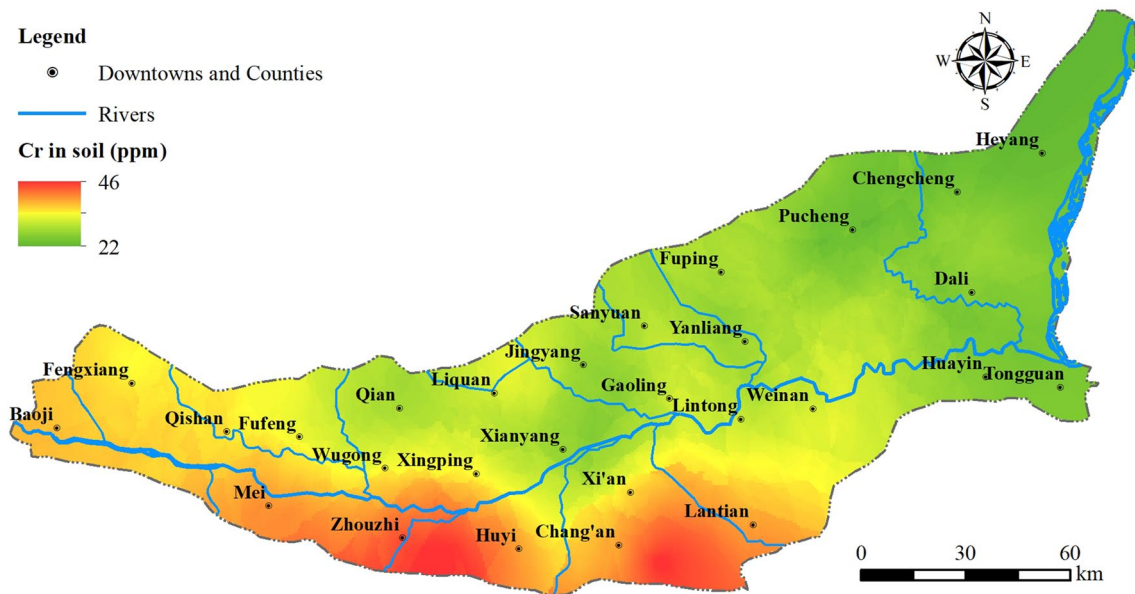 Legend
Downtowns and Counties
Rivers
Cr in soil (ppm)
46
22
N
W
E
S
Heyang
Chengcheng
Pucheng
Fuping
Dali
Sanyuan
Yanliang
Jingyang
Huayin
Tongguan
Fengxiang
Liquan
Gaoling
Qian
Weinan
Lintong
Baoji
Qishan
Fufeng
Xianyang
Wugong
Xingping
Xi'an
Mei
Lantian
Zhouzhi
Huyi
Chang'an
0 30 60
km